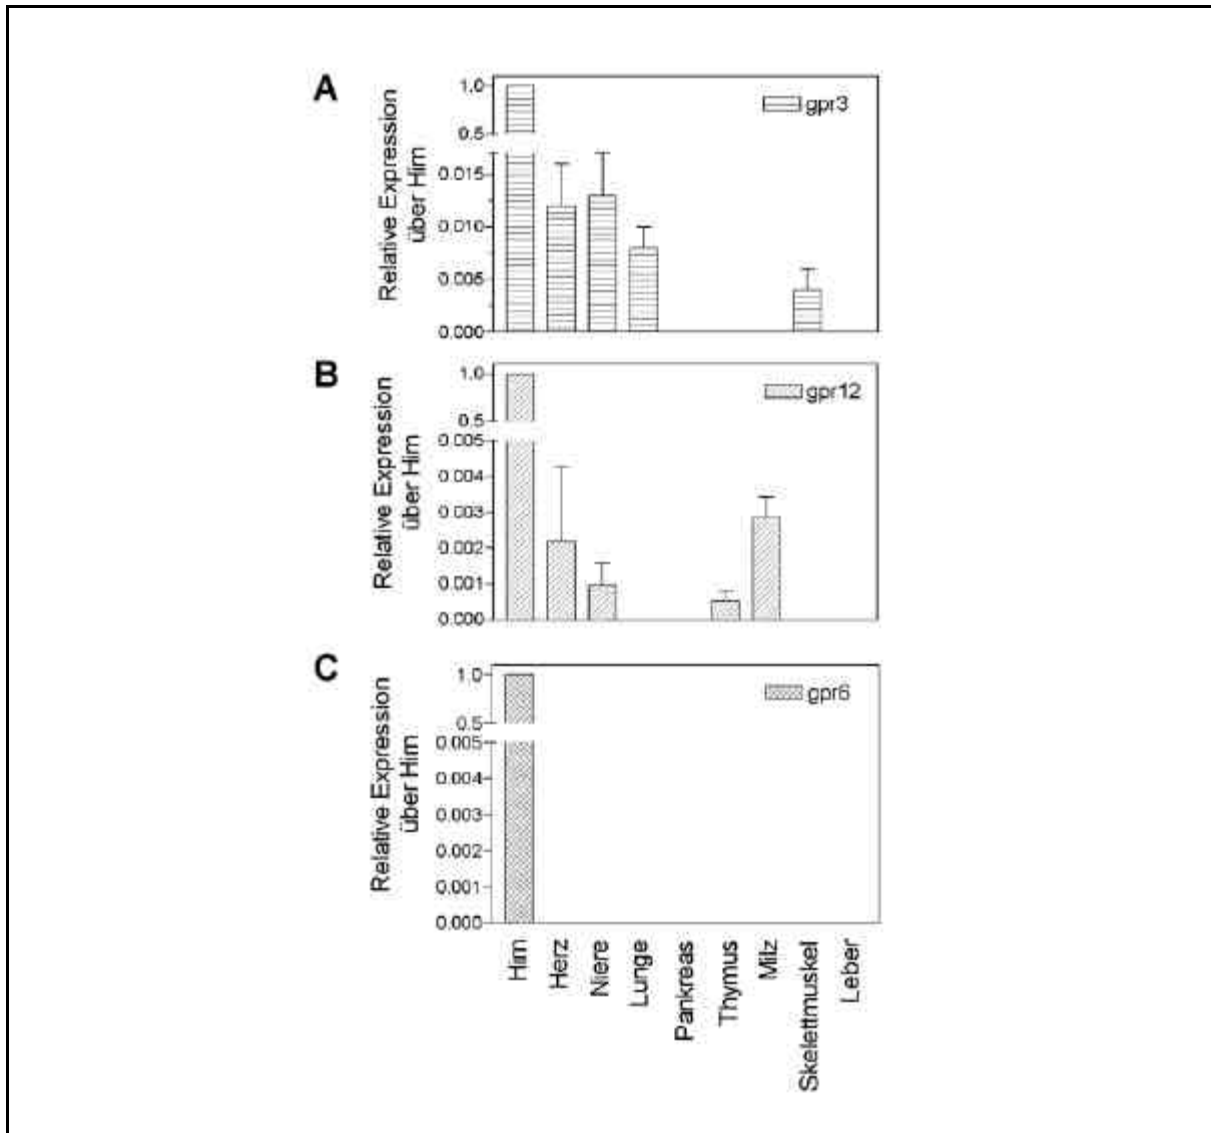 A
Relative Expression
über Hirn
1.0
0.5
0.015
0.010
0.005
0.000
gpr3
B
Relative Expression
über Hirn
1.0
0.5
0.005
0.004
0.003
0.002
0.001
0.000
gpr12
C
Relative Expression
über Hirn
1.0
0.5
0.005
0.004
0.003
0.002
0.001
0.000
gpr6
Hirn
Herz
Niere
Lunge
Pankreas
Thymus
Milz
Skelettmuskel
Leber